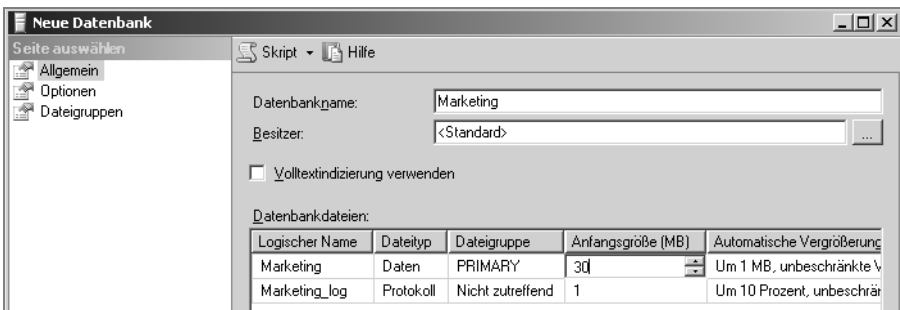 Neue Datenbank
Seite auswählen
Allgemein
Optionen
Dateigruppen
Skript Hilfe
Datenbankname: Marketing
Besitzer: <Standard> ...
Volltextindizierung verwenden
Datenbankdateien:
Logischer Name Dateityp Dateigruppe Anfangsgröße (MB) Automatische Vergrößerung
Marketing Daten PRIMARY 30 Um 1 MB, unbeschränkte
Marketing_log Protokoll Nicht zutreffend 1 Um 10 Prozent,